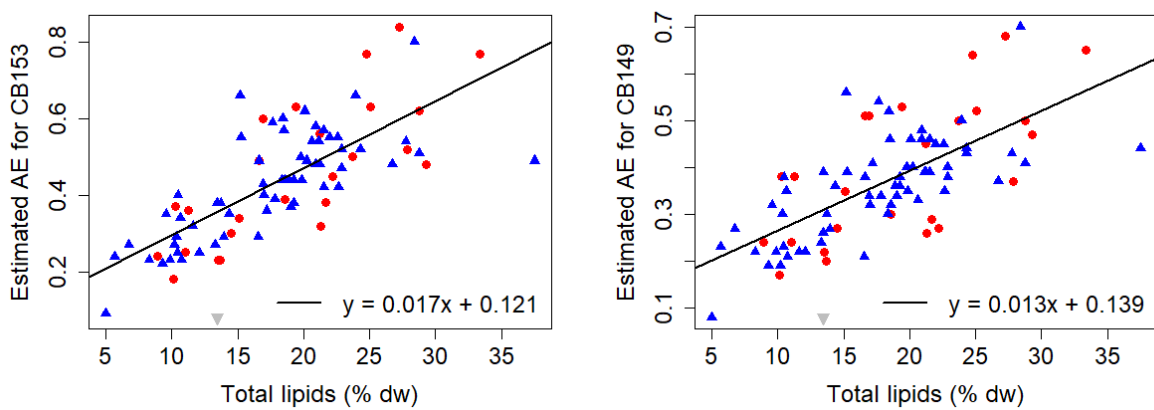 Estimated AE for CB153
0.8
0.6
0.4
0.2
y = 0.017x + 0.121
5 10 15 20 25 30 35
Total lipids (% dw)
Estimated AE for CB149
0.7
0.5
0.3
0.1
y = 0.013x + 0.139
5 10 15 20 25 30 35
Total lipids (% dw)